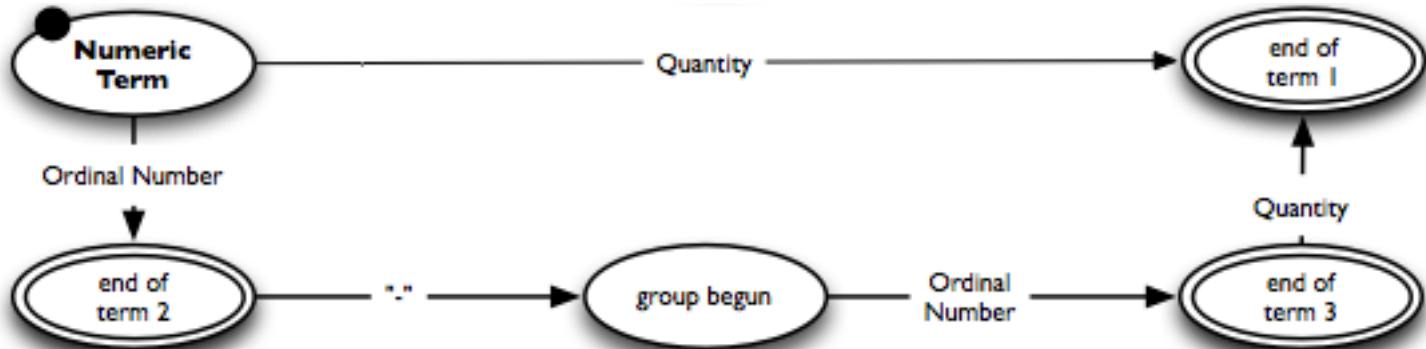 Numeric
Term
Quantity
end of
term 1
Ordinal Number
Quantity
end of
term 2
"-"
group begun
Ordinal
Number
end of
term 3